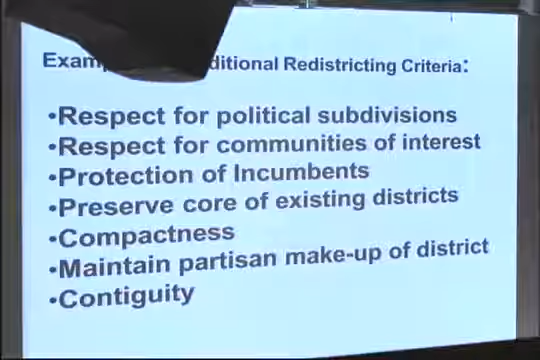 Exam ditional Redistricting Criteria:
•Respect for political subdivisions
•Respect for communities of interest
•Protection of Incumbents
•Preserve core of existing districts
•Compactness
•Maintain partisan make-up of district
•Contiguity